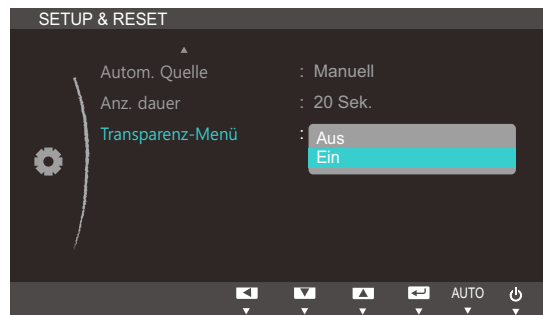 SETUP & RESET
Autom. Quelle : Manuell
Anz. dauer : 20 Sek.
Transparenz-Menü : Aus
Ein
AUTO